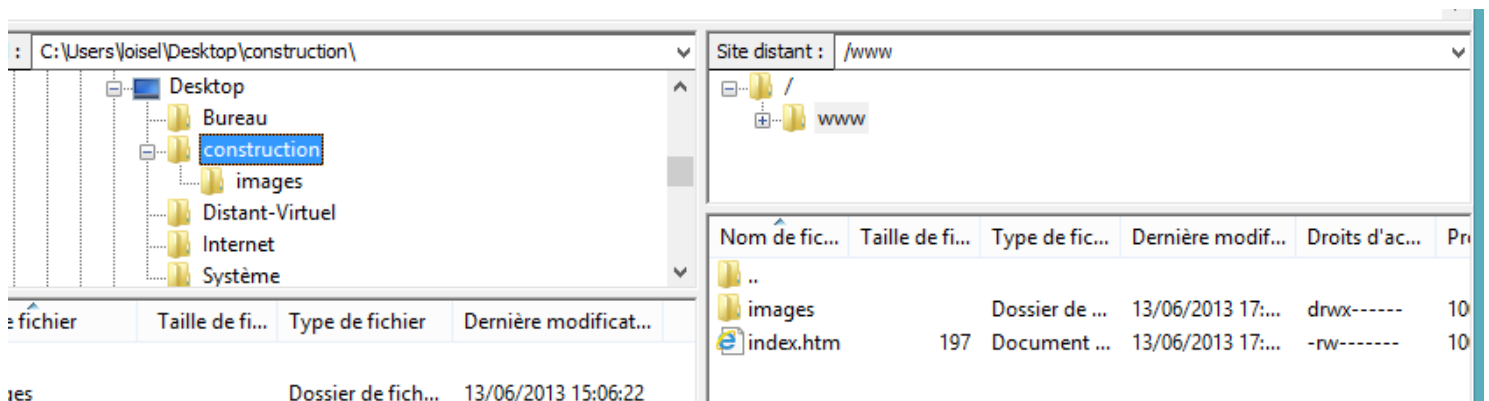 : C:\Users\loisel\Desktop\construction\
Desktop
Bureau
construction
images
Distant-Virtuel
Internet
Système
fichier Taille de fi... Type de fichier Dernière modificat...
Dossier de fich... 13/06/2013 15:06:22
Site distant : /www
/
www
Nom de fic... Taille de fi... Type de fic... Dernière modif... Droits d'ac...
..
images Dossier de ... 13/06/2013 17:... drwx------
index.htm 197 Document ... 13/06/2013 17:... -rw-------